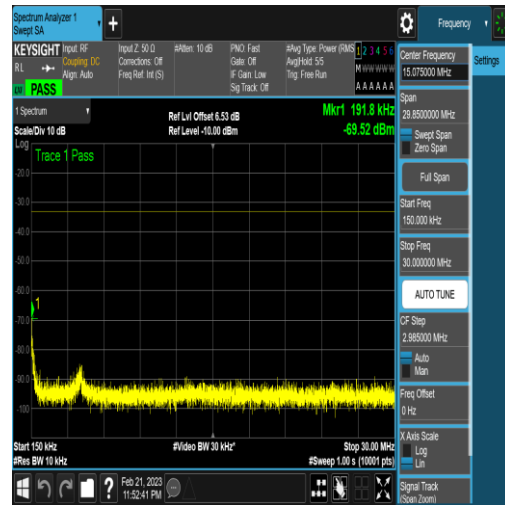 Spectrum Analyzer 1
Swept SA
+
Frequency
KEYSIGHT
RL
PASS
Input: RF
Coupling: DC
Align: Auto
Input Z: 50 Ω
Corrections: Off
Freq Ref: Int (S)
#Atten: 10 dB
PNO: Fast
Gate: Off
IF Gain: Low
Sig Track: Off
#Avg Type: Power (RMS
Avg|Hold: 5/5
Trig: Free Run
1 2 3 4 5 6
M W W W W W
A A A A A A
1 Spectrum
Scale/Div 10 dB
Ref Lvl Offset 6.53 dB
Ref Level -10.00 dBm
Mkr1 191.8 kHz
-69.52 dBm
Log
Trace 1 Pass
-20.0
-30.0
-40.0
-50.0
-60.0
-70.0
-80.0
-90.0
-100
1
Start 150 kHz
#Res BW 10 kHz
#Video BW 30 kHz*
Stop 30.00 MHz
#Sweep 1.00 s (10001 pts)
Feb 21, 2023
11:52:41 PM
?
Center Frequency
15.075000 MHz
Settings
Span
29.8500000 MHz
Swept Span
Zero Span
Full Span
Start Freq
150.000 kHz
Stop Freq
30.000000 MHz
AUTO TUNE
CF Step
2.985000 MHz
Auto
Man
Freq Offset
0 Hz
X Axis Scale
Log
Lin
Signal Track
(Span Zoom)